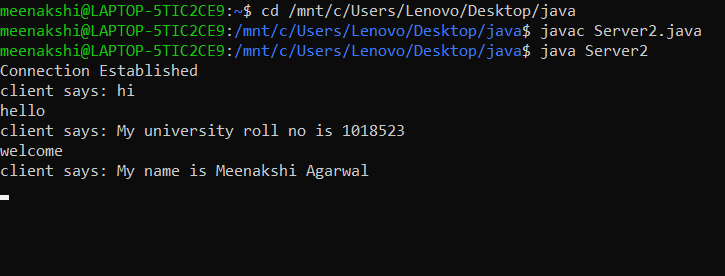 meenakshi@LAPTOP-5TIC2CE9:~$ cd /mnt/c/Users/Lenovo/Desktop/java
meenakshi@LAPTOP-5TIC2CE9:/mnt/c/Users/Lenovo/Desktop/java$ javac Server2.java
meenakshi@LAPTOP-5TIC2CE9:/mnt/c/Users/Lenovo/Desktop/java$ java Server2
Connection Established
client says: hi
hello
client says: My university roll no is 1018523
welcome
client says: My name is Meenakshi Agarwal